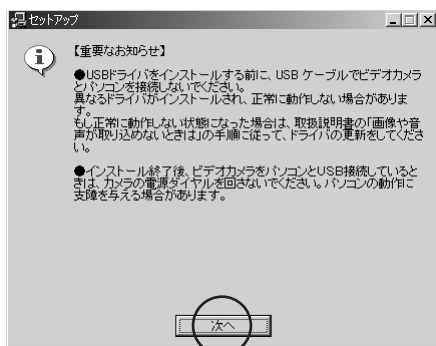 セットアップ
【重要なお知らせ】
●USBドライバをインストールする前に、USB ケーブルでビデオカメラ
とパソコンを接続しないでください。
異なるドライバがインストールされ、正常に動作しない場合がありま
す。
もし正常に動作しない状態になった場合は、取扱説明書の「画像や音
声が取り込めないときは」の手順に従って、ドライバの更新をしてくださ
い。
●インストール終了後、ビデオカメラをパソコンとUSB接続していると
きは、カメラの電源ダイヤルを回さないでください。パソコンの動作に
支障を与える場合があります。
次へ